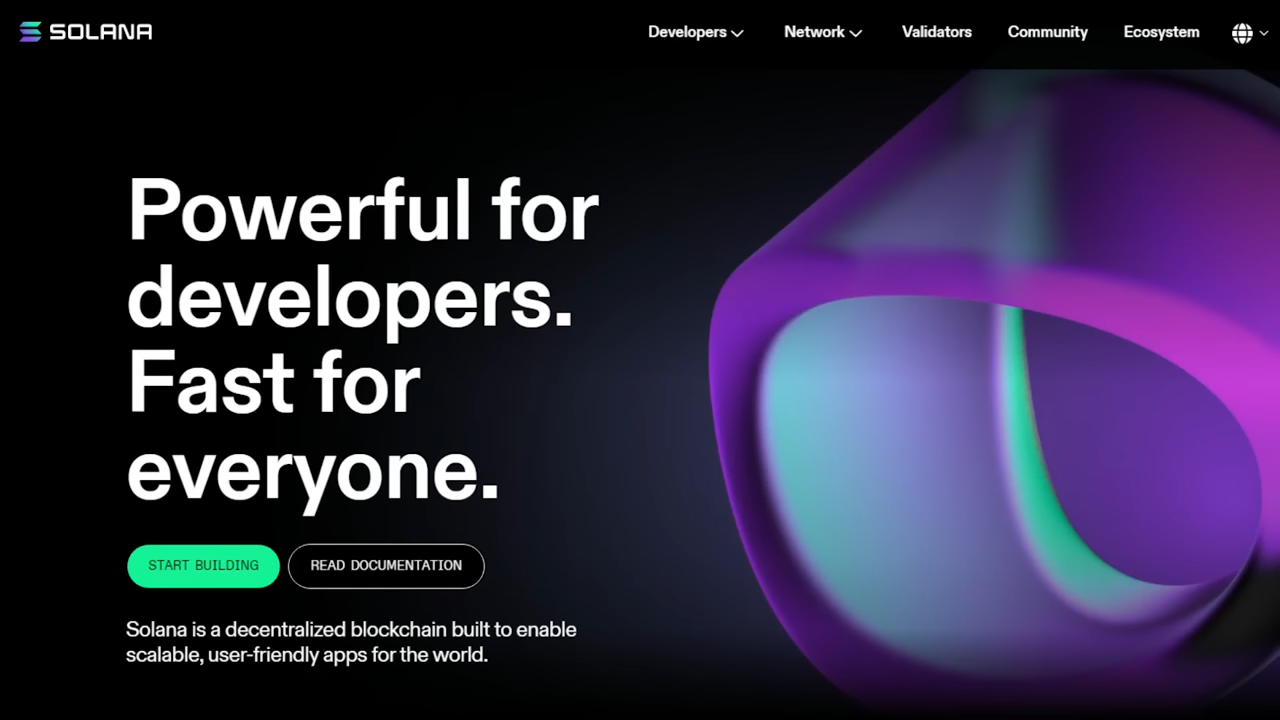 SOLANA
Developers
Network
Validators
Community
Ecosystem
Powerful for
developers.
Fast for
everyone.
START BUILDING
READ DOCUMENTATION
Solana is a decentralized blockchain built to enable
scalable, user-friendly apps for the world.